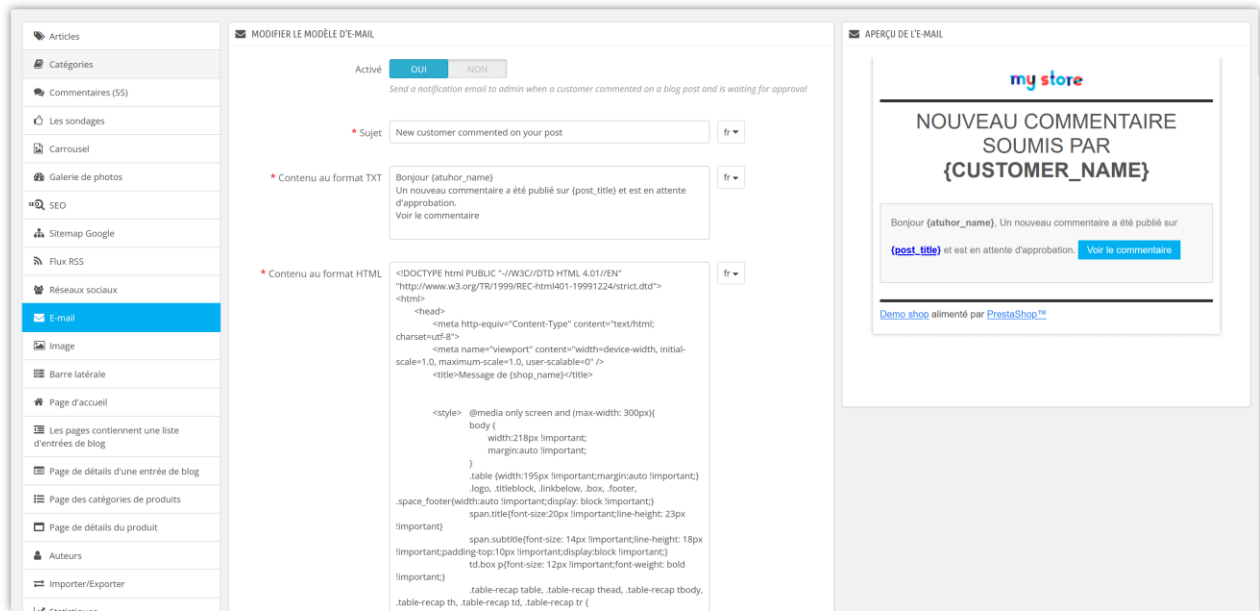 Articles
Catégories
Commentaires (55)
Les sondages
Carrousel
Galerie de photos
SEO SEO
Sitemap Google
Flux RSS
Réseaux sociaux
E-mail
Image
Barre latérale
Page d'accueil
Les pages contiennent une liste
d'entrées de blog
Page de détails d'une entrée de blog
Page des catégories de produits
Page de détails du produit
Auteurs
Importer/Exporter
Statistiques
MODIFIER LE MODÈLE D'E-MAIL
Activé OUI NON
Send a notification email to admin when a customer commented on a blog post and is waiting for approval
* Sujet New customer commented on your post fr
* Contenu au format TXT Bonjour {atuhor_name} fr
Un nouveau commentaire a été publié sur {post_title} et est en attente
d'approbation.
Voir le commentaire
* Contenu au format HTML <!DOCTYPE html PUBLIC "-//W3C//DTD HTML 4.01//EN" fr
"http://www.w3.org/TR/1999/REC-html401-19991224/strict.dtd">
<html>
<head>
<meta http-equiv="Content-Type" content="text/html;
charset=utf-8">
<meta name="viewport" content="width=device-width, initial-
scale=1.0, maximum-scale=1.0, user-scalable=0" />
<title>Message de {shop_name}</title>
<style> @media only screen and (max-width: 300px){
body {
width:218px !important;
margin:auto !important;
}
.table {width:195px !important;margin:auto !important;}
.logo, .titleblock, .linkbelow, .box, .footer,
.space_footer{width:auto !important;display: block !important;}
span.title{font-size:20px !important;line-height: 23px
!important}
span.subtitle{font-size: 14px !important;line-height: 18px
!important;padding-top:10px !important;display:block !important;}
td.box p{font-size: 12px !important;font-weight: bold
!important;}
.table-recap table, .table-recap thead, .table-recap tbody,
.table-recap th, .table-recap td, .table-recap tr {
APERÇU DE L'E-MAIL
my store
NOUVEAU COMMENTAIRE
SOUMIS PAR
{CUSTOMER_NAME}
Bonjour {atuhor_name}, Un nouveau commentaire a été publié sur
{post_title} et est en attente d'approbation. Voir le commentaire
Demo shop alimenté par PrestaShop™